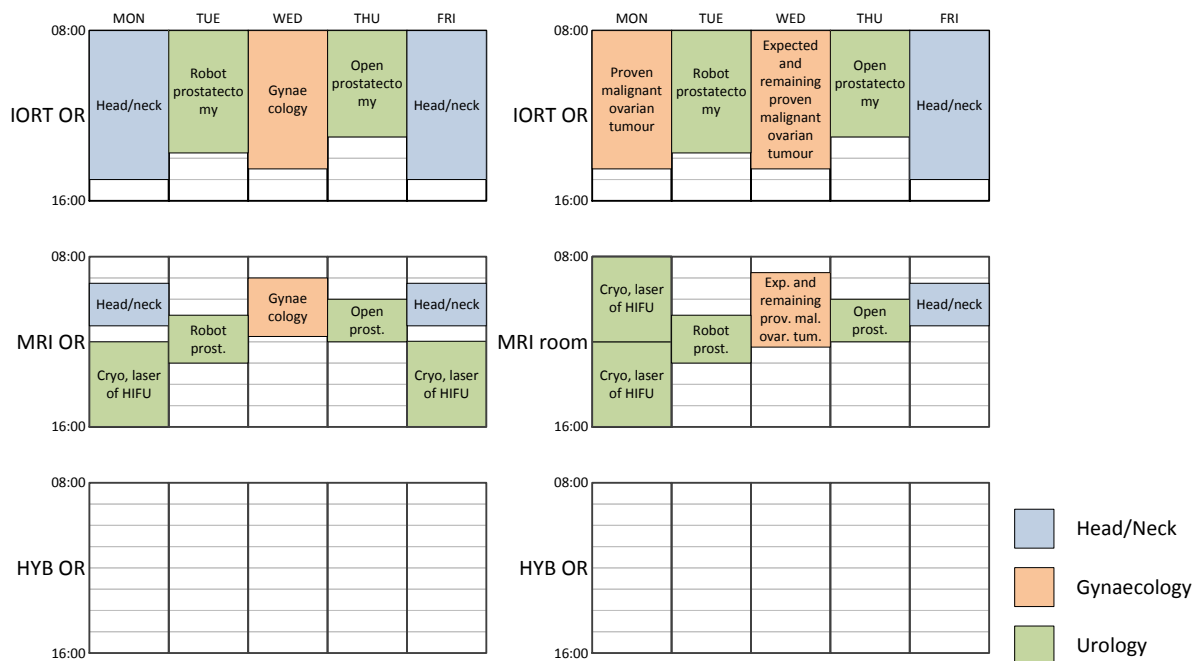 MON TUE WED THU FRI
08:00
IORT OR
Head/neck
Robot
prostatecto
my
Gynae
cology
Open
prostatecto
my
Head/neck
16:00
MON TUE WED THU FRI
08:00
IORT OR
Proven
malignant
ovarian
tumour
Robot
prostatecto
my
Expected
and
remaining
proven
malignant
ovarian
tumour
Open
prostatecto
my
Head/neck
16:00
08:00
MRI OR
Head/neck
Cryo, laser
of HIFU
Robot
prost.
Gynae
cology
Open
prost.
Head/neck
Cryo, laser
of HIFU
16:00
08:00
MRI room
Cryo, laser
of HIFU
Cryo, laser
of HIFU
Robot
prost.
Exp. and
remaining
prov. mal.
ovar. tum.
Open
prost.
Head/neck
16:00
08:00
HYB OR
16:00
08:00
HYB OR
16:00
Head/Neck
Gynaecology
Urology